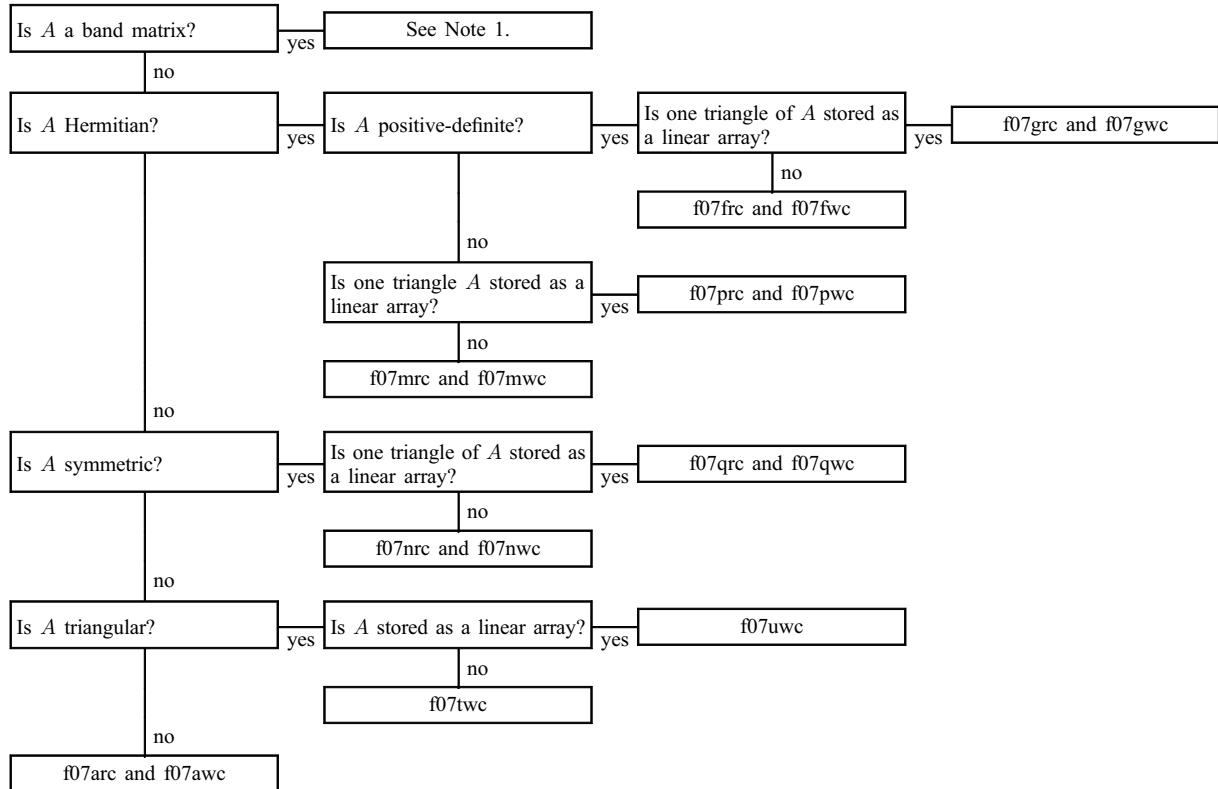 Is A a band matrix?
yes
See Note 1.
no
Is A Hermitian?
yes
Is A positive-definite?
yes
Is one triangle of A stored as
a linear array?
yes
f07grc and f07gwc
no
f07frc and f07fwc
no
Is one triangle A stored as a
linear array?
yes
f07prc and f07pwc
no
f07mrc and f07mwc
no
Is A symmetric?
yes
Is one triangle of A stored as
a linear array?
yes
f07qrc and f07qwc
no
f07nrc and f07nwc
no
Is A triangular?
yes
Is A stored as a linear array?
yes
f07uwc
no
f07twc
no
f07arc and f07awc